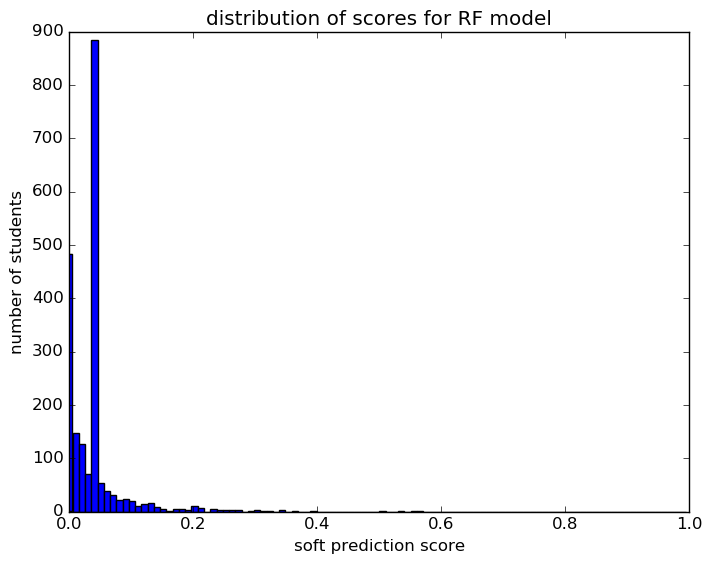 distribution of scores for RF model
900
800
700
600
500
400
300
200
100
0
0.0 0.2 0.4 0.6 0.8 1.0
number of students
soft prediction score